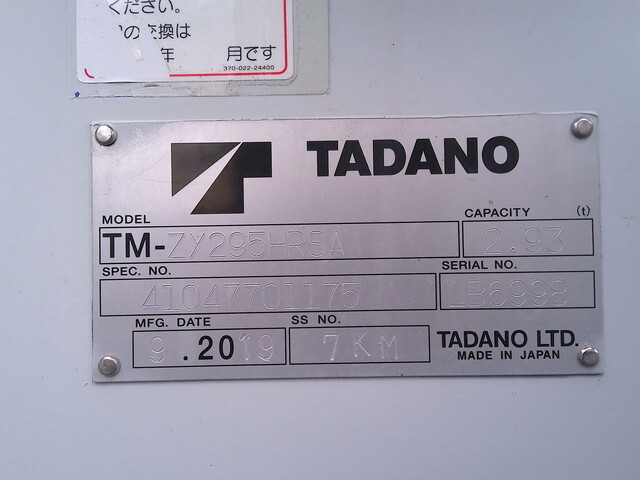 ください。
の交換は
年 月です
370-022-24400
TADANO
MODEL CAPACITY (t)
TM-ZX295HRSA 2.93
SPEC. NO. SERIAL NO.
41047701175 LB6998
MFG. DATE SS NO.
9 .2019 7KM
TADANO LTD.
MADE IN JAPAN